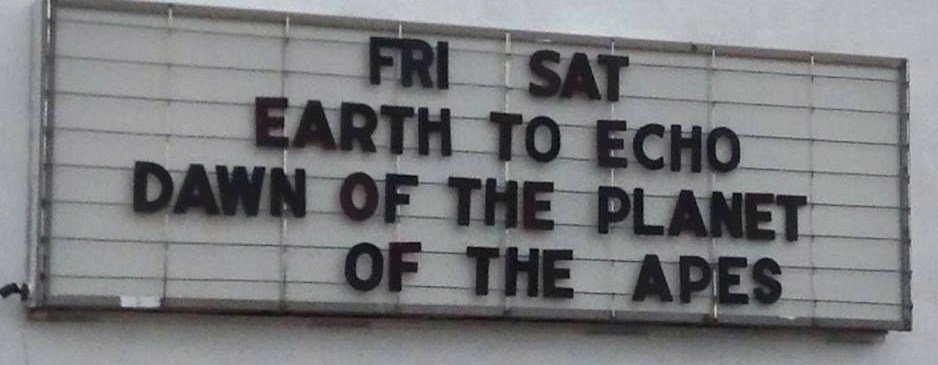 FRI SAT
EARTH TO ECHO
DAWN OF THE PLANET
OF THE APES